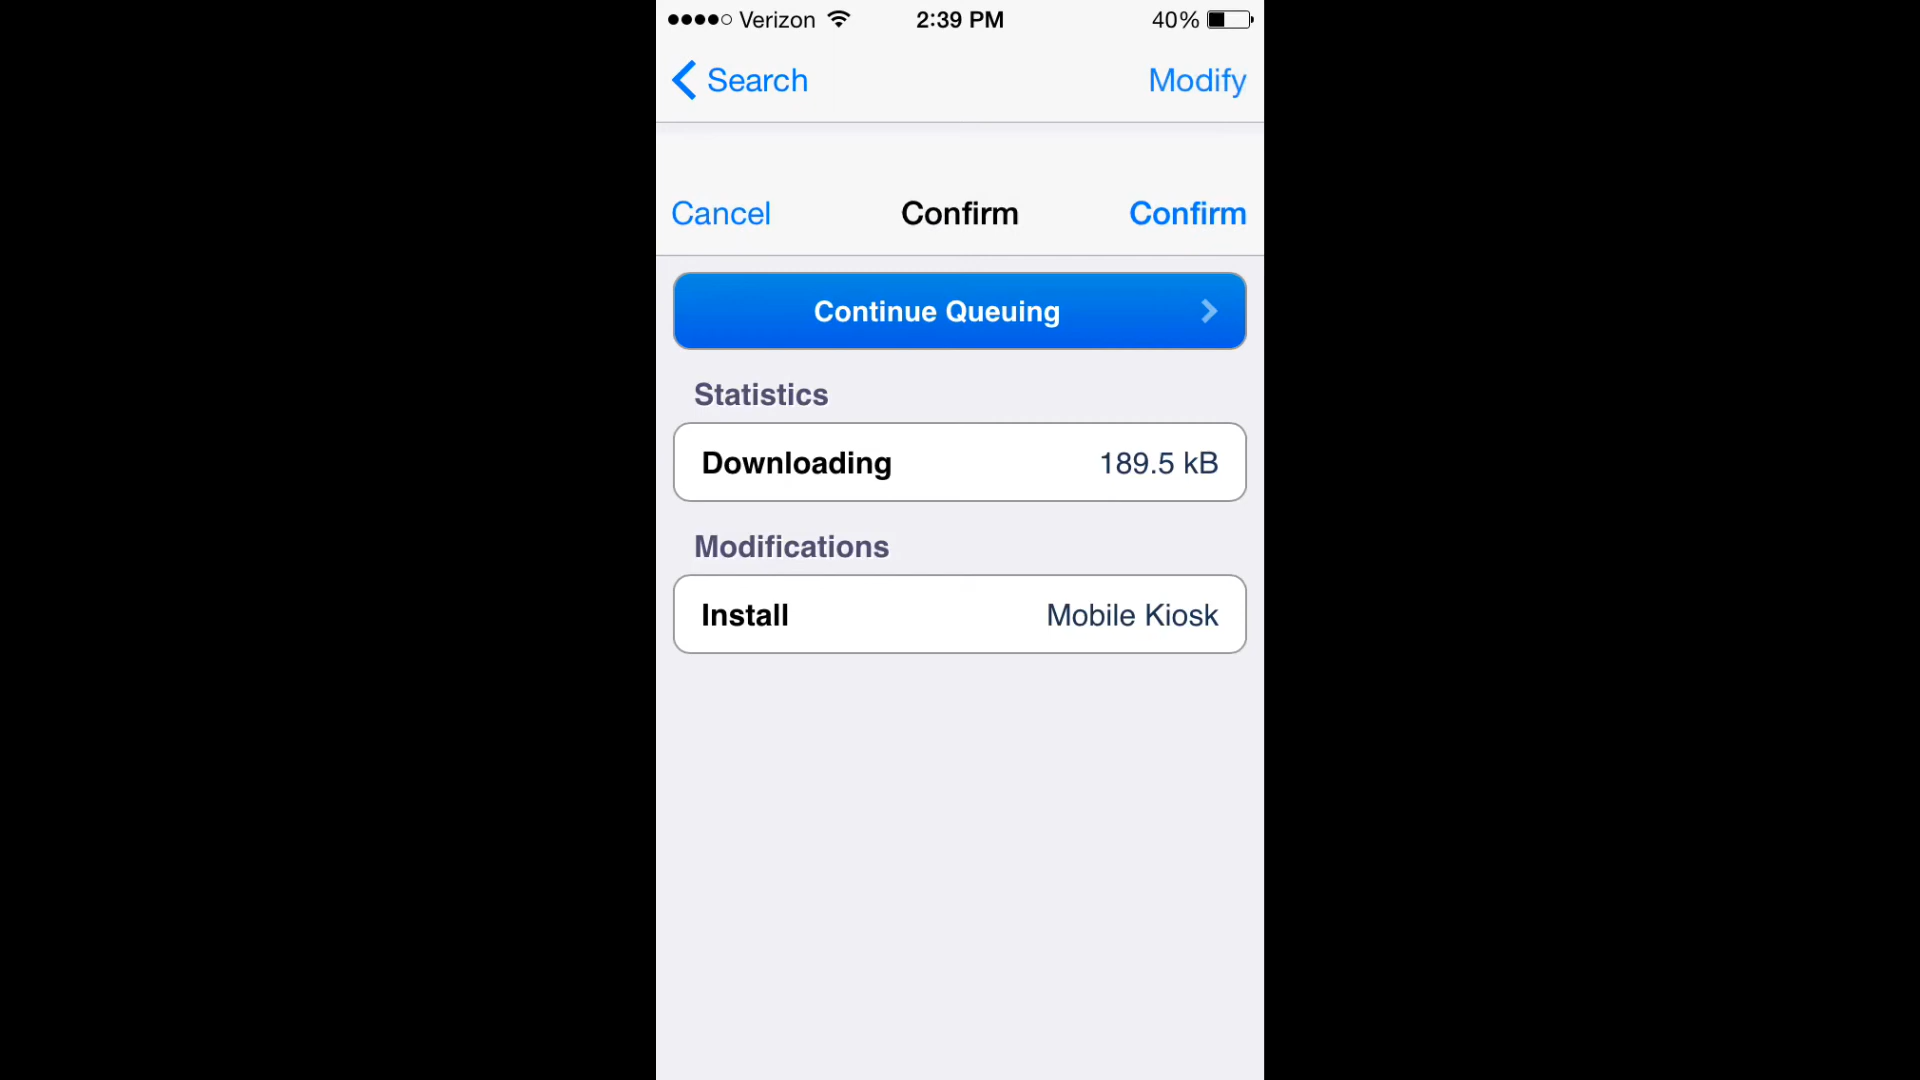 Verizon 2:39 PM 40%
Search Modify
Cancel Confirm Confirm
Continue Queuing
Statistics
Downloading 189.5 kB
Modifications
Install Mobile Kiosk